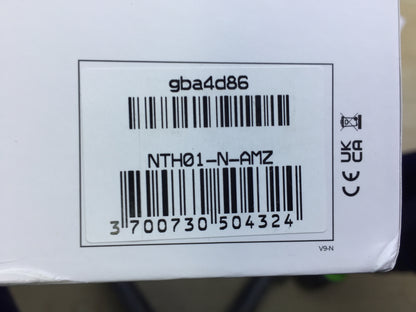 gba4d86
NTH01-N-AMZ
3 700730 504324
V9-N
UK
CA
CE